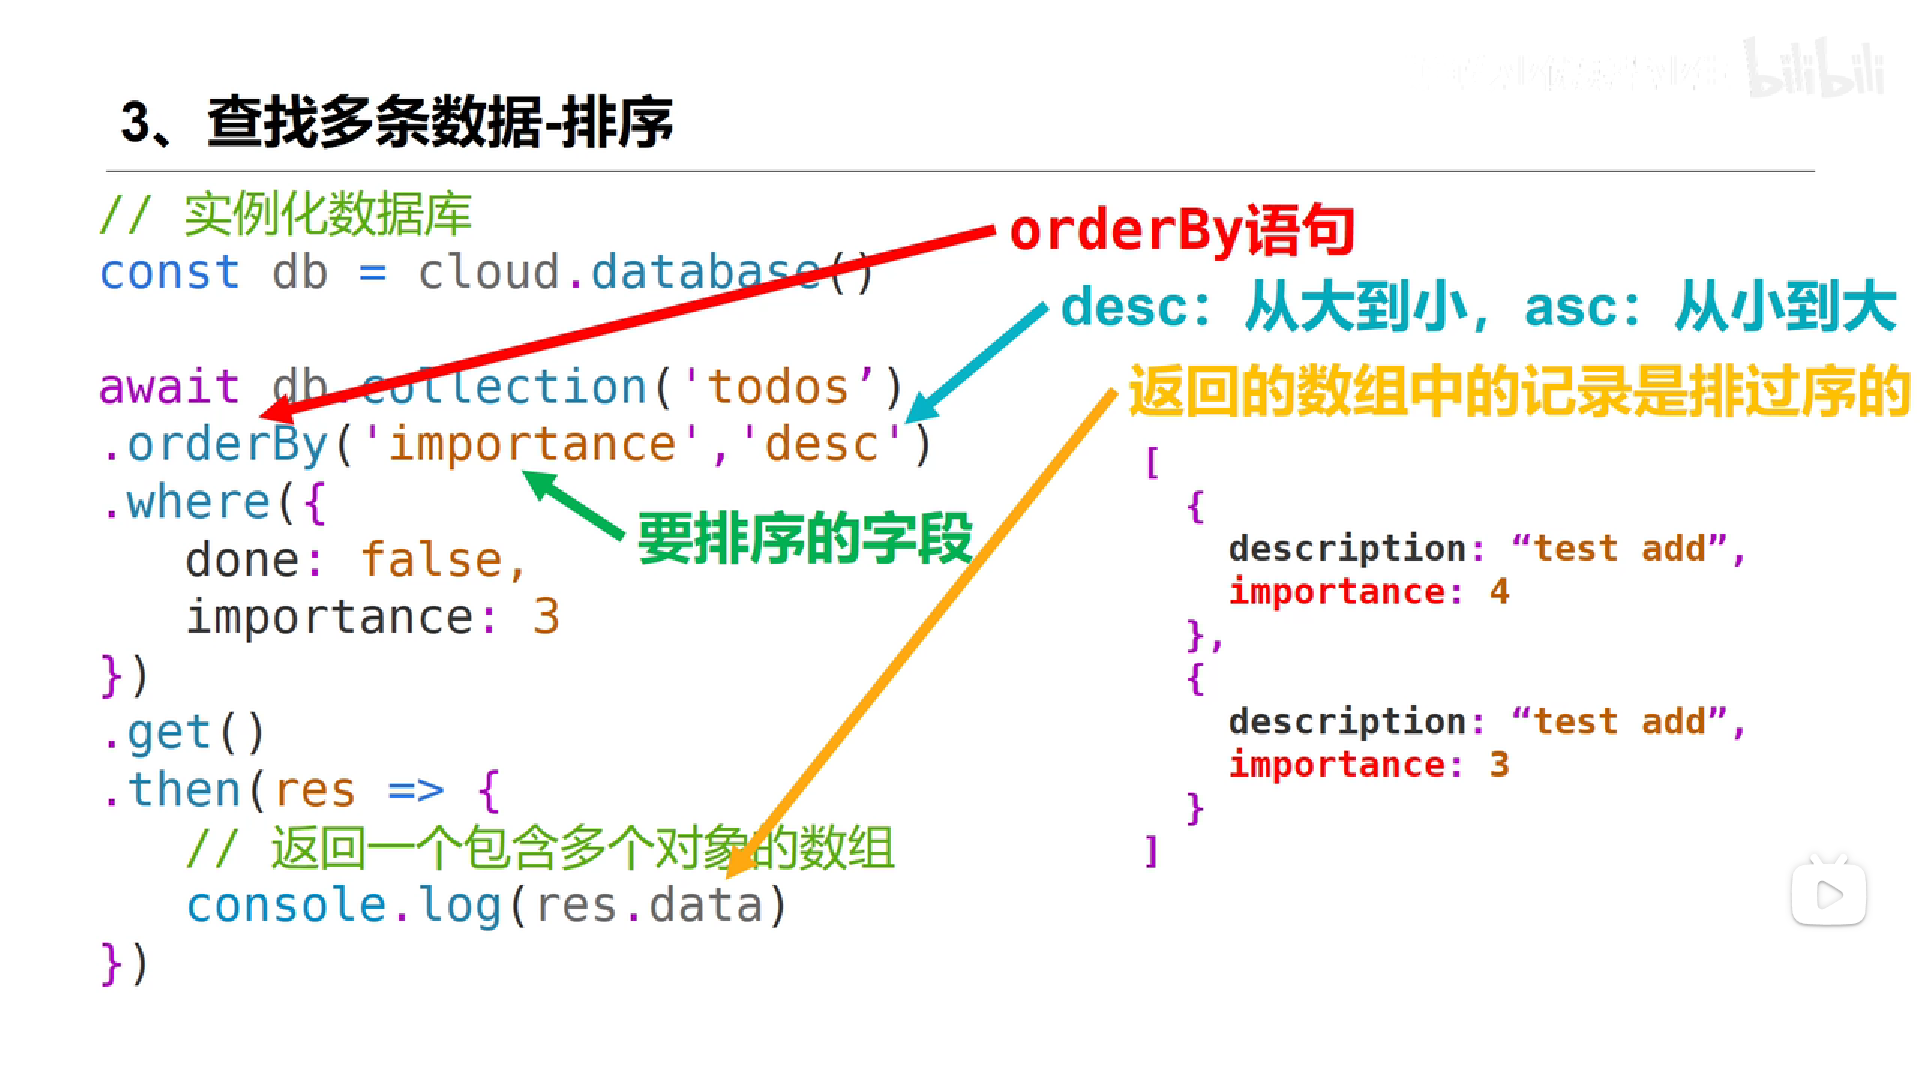 bilibili
3、查找多条数据-排序
// 实例化数据库
const db = cloud.database()
await db.collection('todos’)
.orderBy('importance','desc')
.where({
done: false,
importance: 3
})
.get()
.then(res => {
// 返回一个包含多个对象的数组
console.log(res.data)
})
orderBy语句
desc：从大到小，asc：从小到大
要排序的字段
返回的数组中的记录是排过序的
[
{
description: “test add”,
importance: 4
},
{
description: “test add”,
importance: 3
}
]